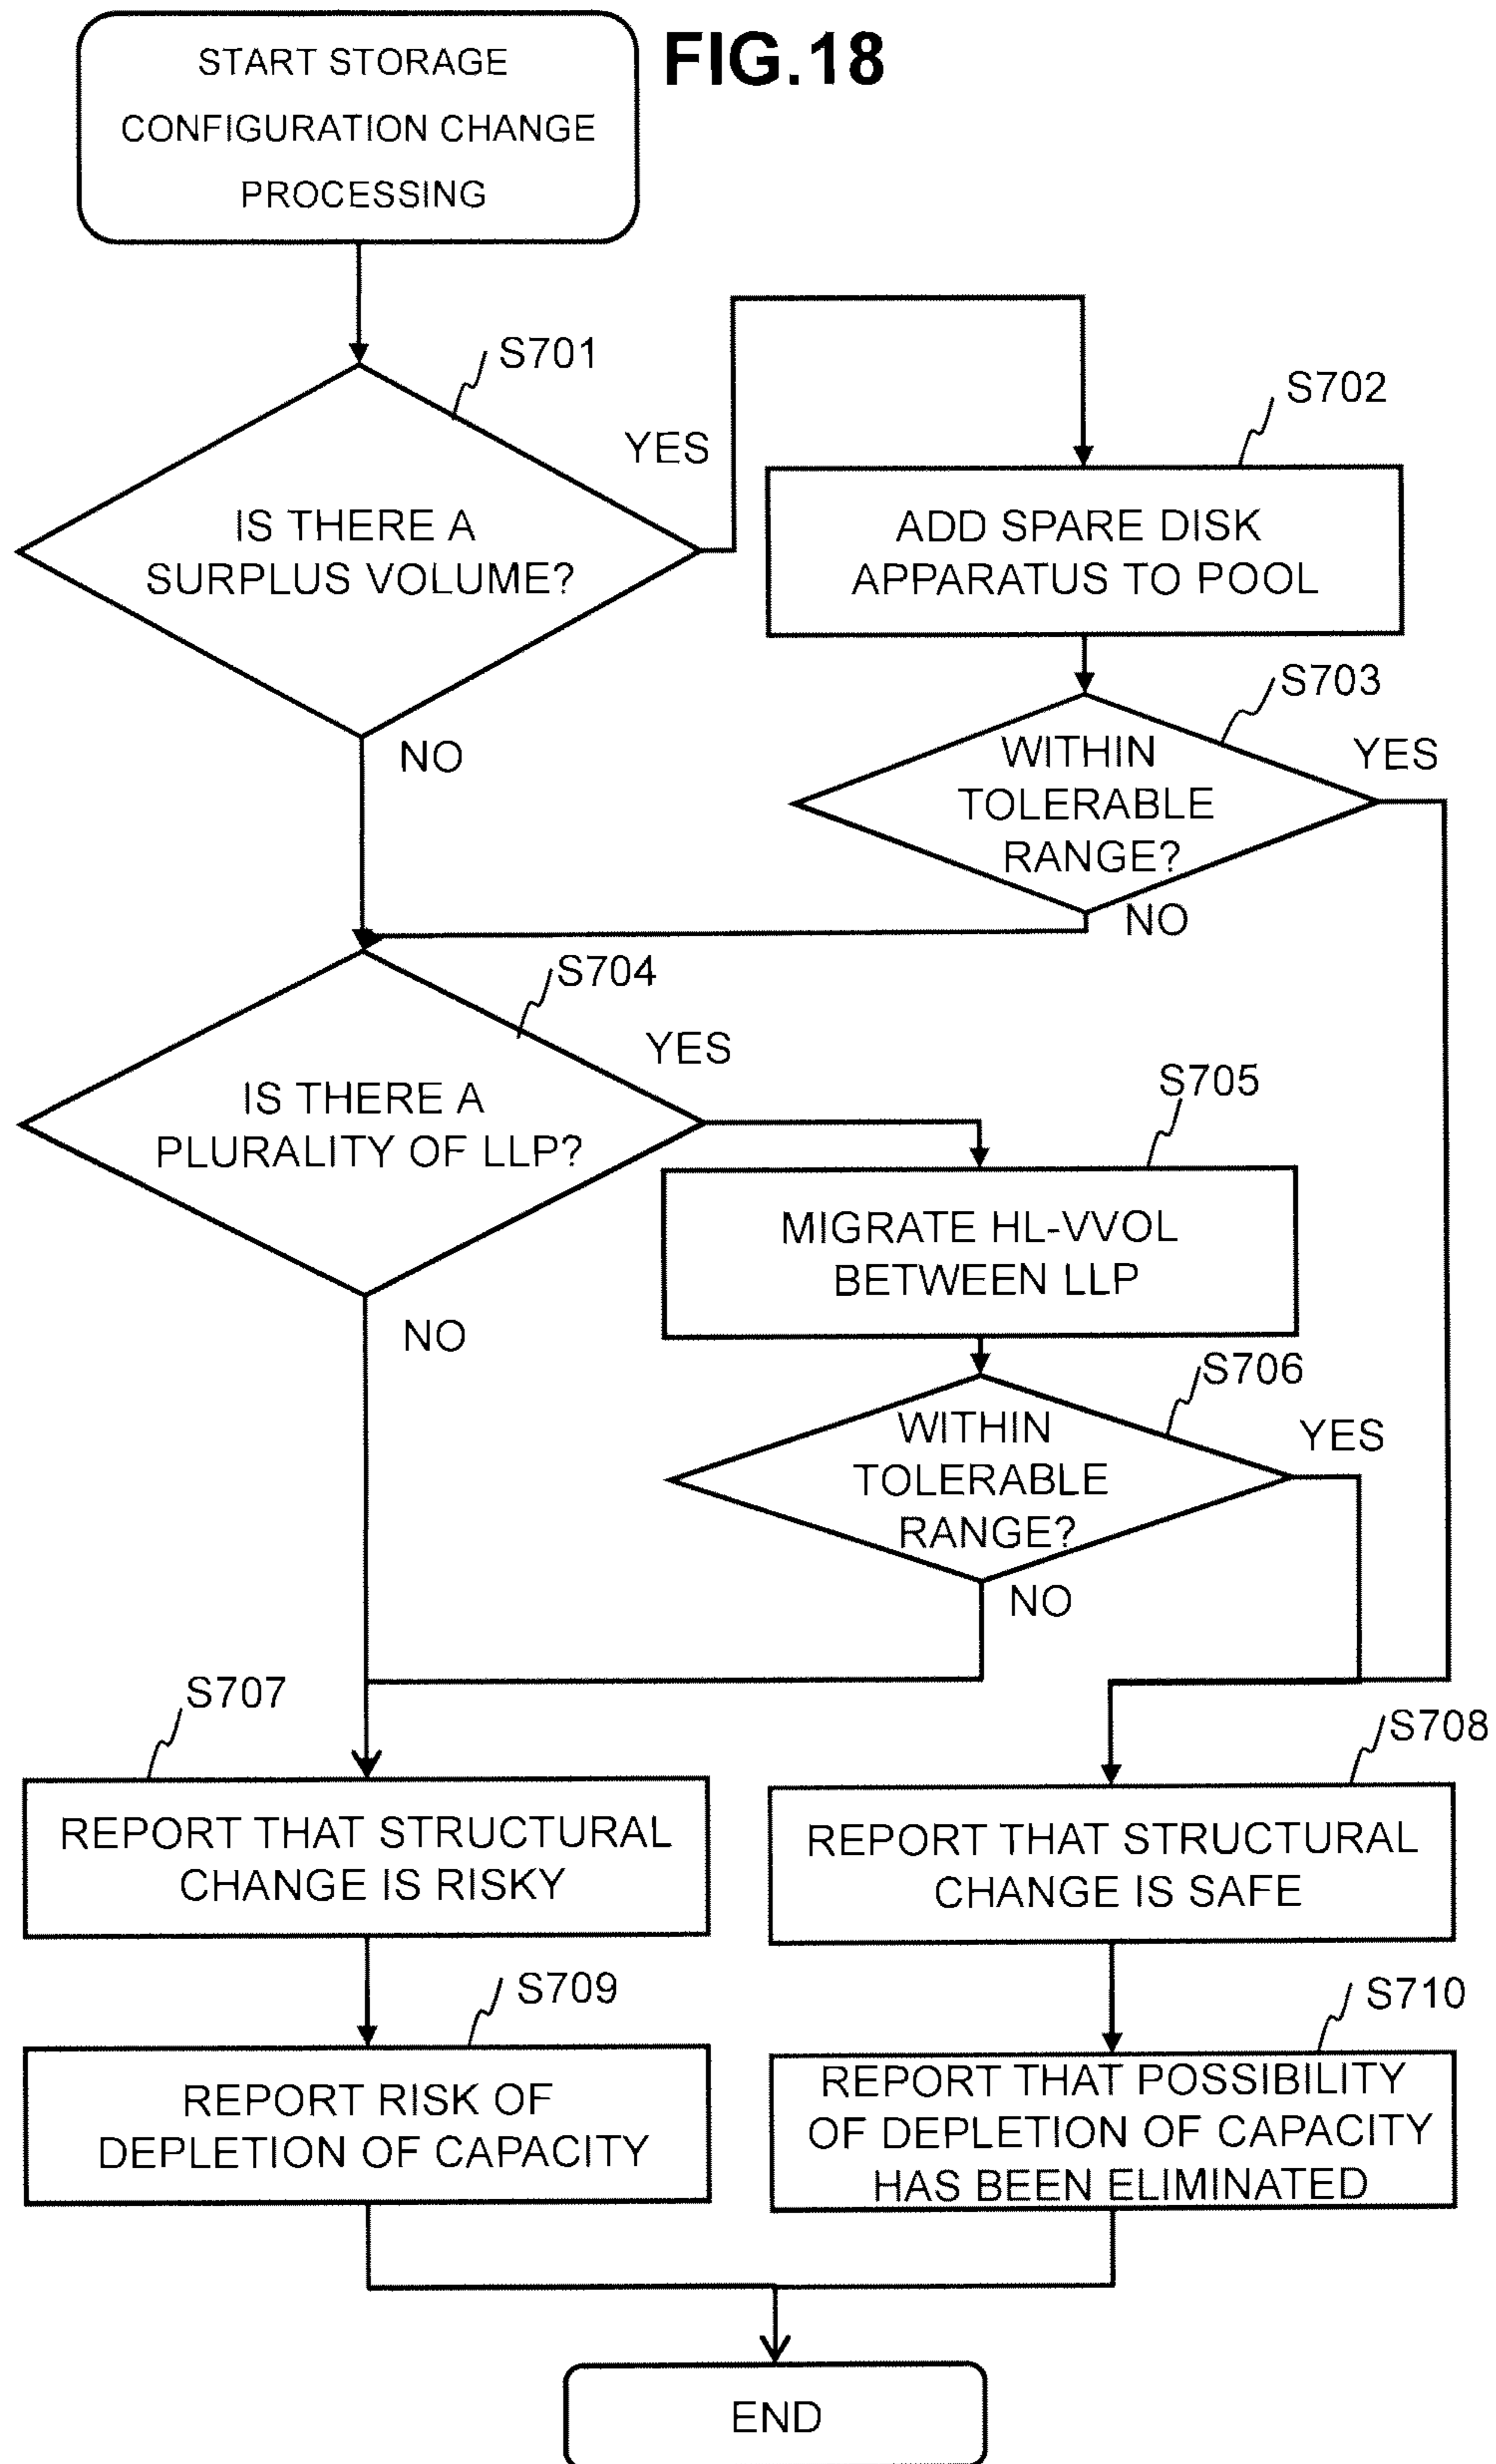 FIG.18
START STORAGE
CONFIGURATION CHANGE
PROCESSING
S701
IS THERE A
SURPLUS VOLUME?
YES
NO
S702
ADD SPARE DISK
APPARATUS TO POOL
S703
WITHIN
TOLERABLE
RANGE?
YES
NO
S704
IS THERE A
PLURALITY OF LLP?
YES
NO
S705
MIGRATE HL-VVOL
BETWEEN LLP
S706
WITHIN
TOLERABLE
RANGE?
YES
NO
S707
REPORT THAT STRUCTURAL
CHANGE IS RISKY
S708
REPORT THAT STRUCTURAL
CHANGE IS SAFE
S709
REPORT RISK OF
DEPLETION OF CAPACITY
S710
REPORT THAT POSSIBILITY
OF DEPLETION OF CAPACITY
HAS BEEN ELIMINATED
END